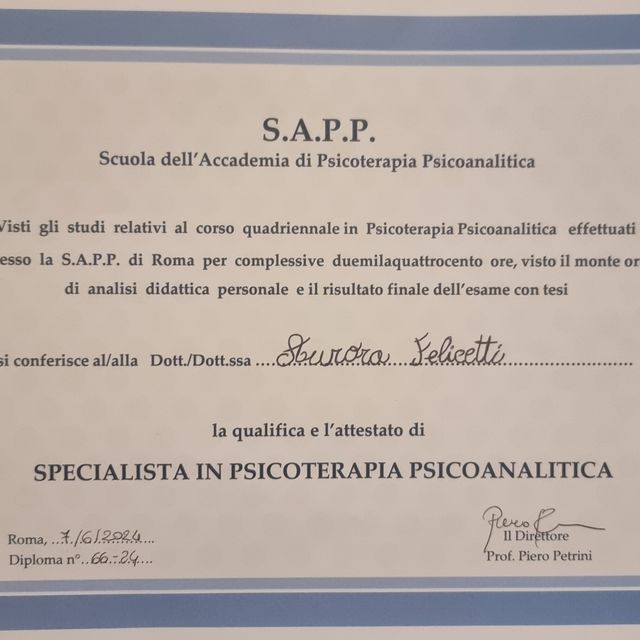 S.A.P.P.
Scuola dell'Accademia di Psicoterapia Psicoanalitica
Visti gli studi relativi al corso quadriennale in Psicoterapia Psicoanalitica effettuati
esso la S.A.P.P. di Roma per complessive duemilaquattrocento ore, visto il monte or
di analisi didattica personale e il risultato finale dell'esame con tesi
si conferisce al/alla Dott./Dott.ssa ....Aurora....Felicetti........................
la qualifica e l'attestato di
SPECIALISTA IN PSICOTERAPIA PSICOANALITICA
Roma, ..7/6/2024....
Diploma n°..66-24....
Il Direttore
Prof. Piero Petrini